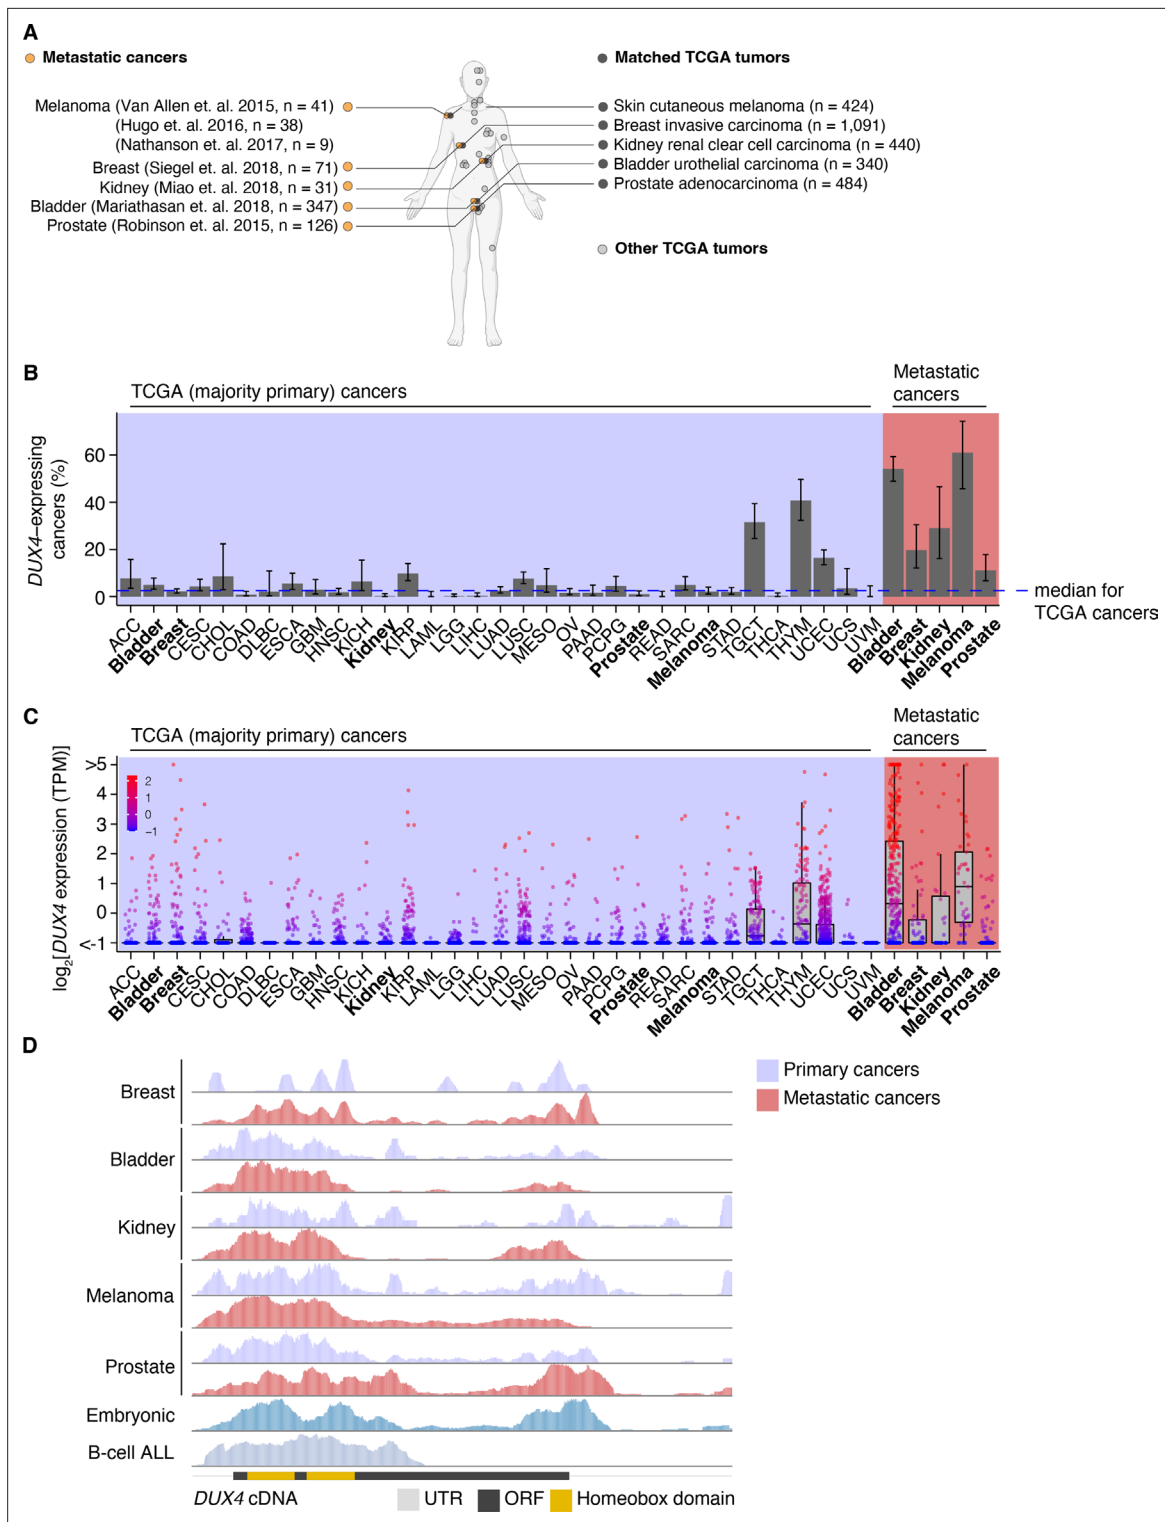 A
Metastatic cancers
Matched TCGA tumors
Melanoma (Van Allen et. al. 2015, n = 41)
(Hugo et. al. 2016, n = 38)
(Nathanson et. al. 2017, n = 9)
Breast (Siegel et. al. 2018, n = 71)
Kidney (Miao et. al. 2018, n = 31)
Bladder (Mariathasan et. al. 2018, n = 347)
Prostate (Robinson et. al. 2015, n = 126)
Skin cutaneous melanoma (n = 424)
Breast invasive carcinoma (n = 1,091)
Kidney renal clear cell carcinoma (n = 440)
Bladder urothelial carcinoma (n = 340)
Prostate adenocarcinoma (n = 484)
Other TCGA tumors
B
TCGA (majority primary) cancers
Metastatic
cancers
DUX4–expressing
cancers (%)
60
40
20
0
median for
TCGA cancers
ACC
Bladder
Breast
CESC
CHOL
COAD
DLBC
ESCA
GBM
HNSC
KICH
Kidney
KIRP
LAML
LGG
LIHC
LUAD
LUSC
MESO
OV
PAAD
PCPG
Prostate
READ
SARC
Melanoma
STAD
TGCT
THCA
THYM
UCEC
UCS
UVM
Bladder
Breast
Kidney
Melanoma
Prostate
C
TCGA (majority primary) cancers
Metastatic
cancers
log2[DUX4 expression (TPM)]
>5
4
3
2
1
0
<-1
2
1
0
−1
ACC
Bladder
Breast
CESC
CHOL
COAD
DLBC
ESCA
GBM
HNSC
KICH
Kidney
KIRP
LAML
LGG
LIHC
LUAD
LUSC
MESO
OV
PAAD
PCPG
Prostate
READ
SARC
Melanoma
STAD
TGCT
THCA
THYM
UCEC
UCS
UVM
Bladder
Breast
Kidney
Melanoma
Prostate
D
Breast
Bladder
Kidney
Melanoma
Prostate
Embryonic
B-cell ALL
Primary cancers
Metastatic cancers
DUX4 cDNA
UTR
ORF
Homeobox domain